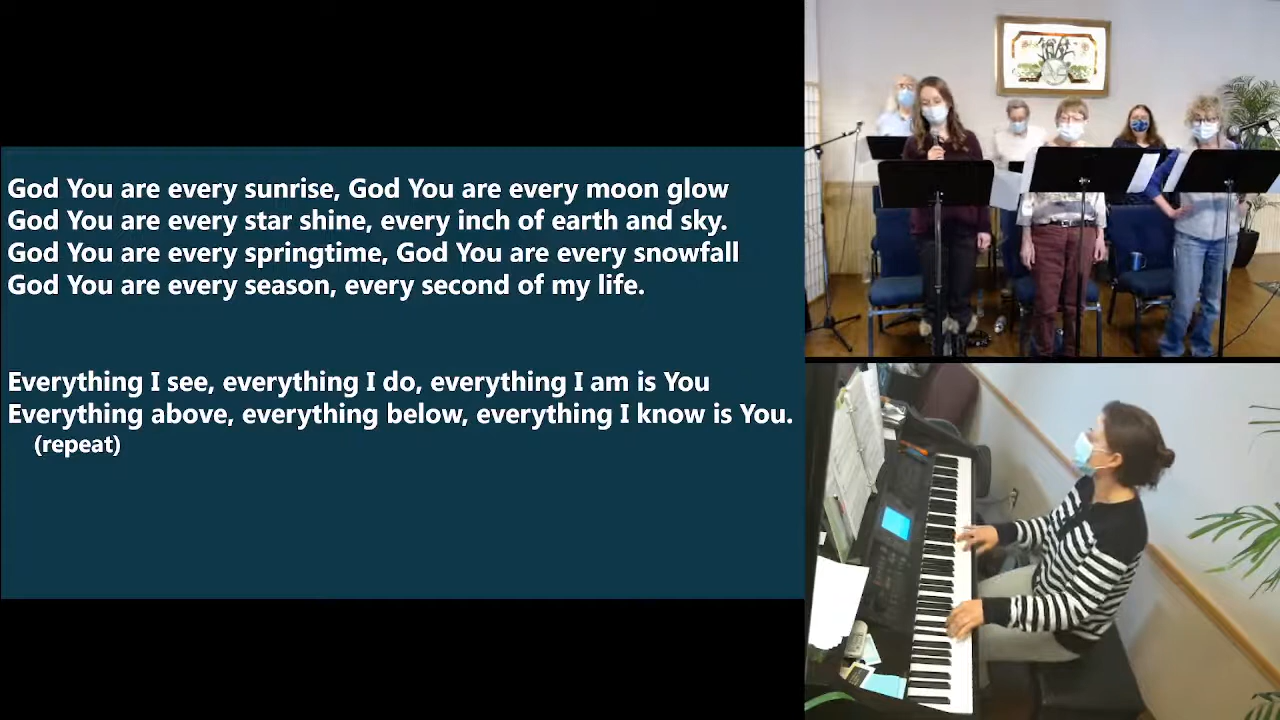 God You are every sunrise, God You are every moon glow
God You are every star shine, every inch of earth and sky.
God You are every springtime, God You are every snowfall
God You are every season, every second of my life.
Everything I see, everything I do, everything I am is You
Everything above, everything below, everything I know is You.
(repeat)